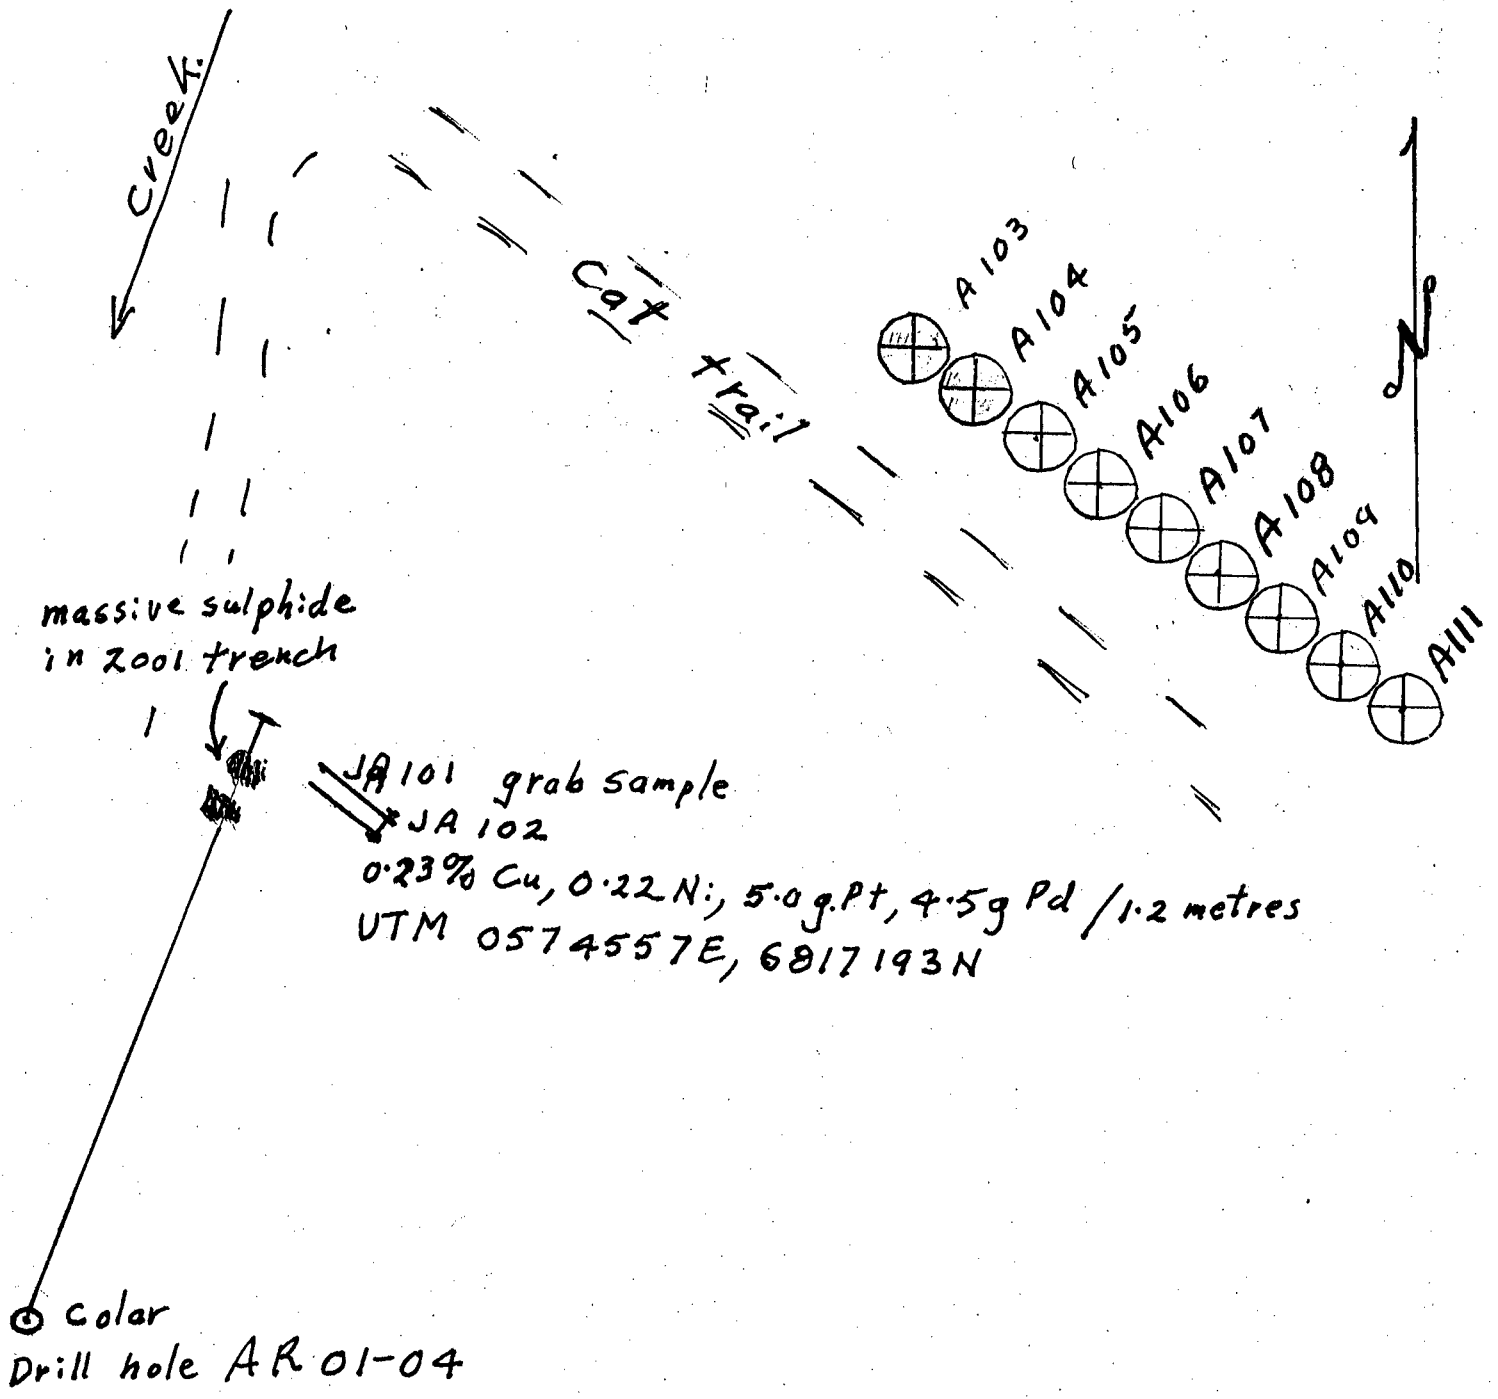 Creek.
Cat trail
A103
A104
A105
A106
A107
A108
A109
A110
A111
N
massive sulphide
in 2001 trench
JA101 grab sample
JA 102
0.23% Cu, 0.22 Ni, 5.0 g.Pt, 4.5g Pd /1.2 metres
UTM 0574557E, 6817193N
Colar
Drill hole AR 01-04